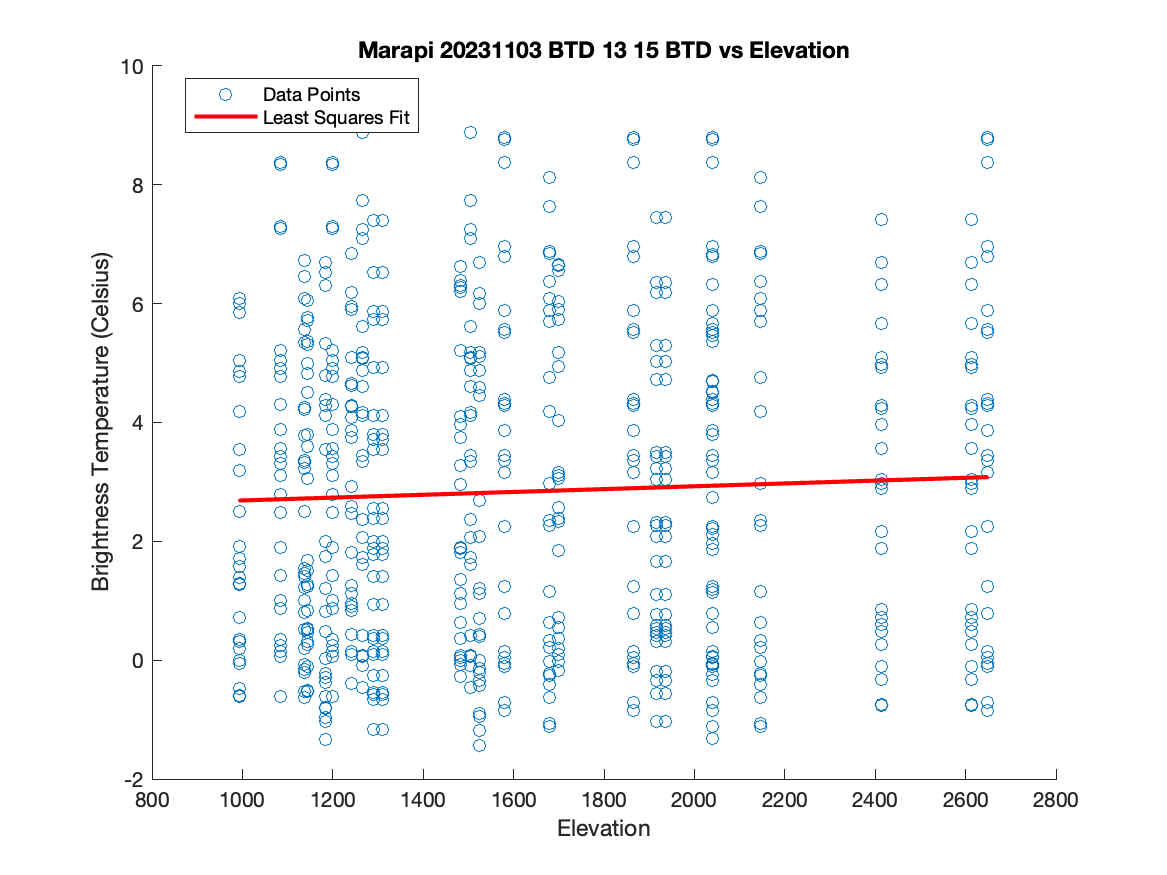 Marapi 20231103 BTD 13 15 BTD vs Elevation
Data Points
Least Squares Fit
Brightness Temperature (Celsius)
10
8
6
4
2
0
-2
800 1000 1200 1400 1600 1800 2000 2200 2400 2600 2800
Elevation